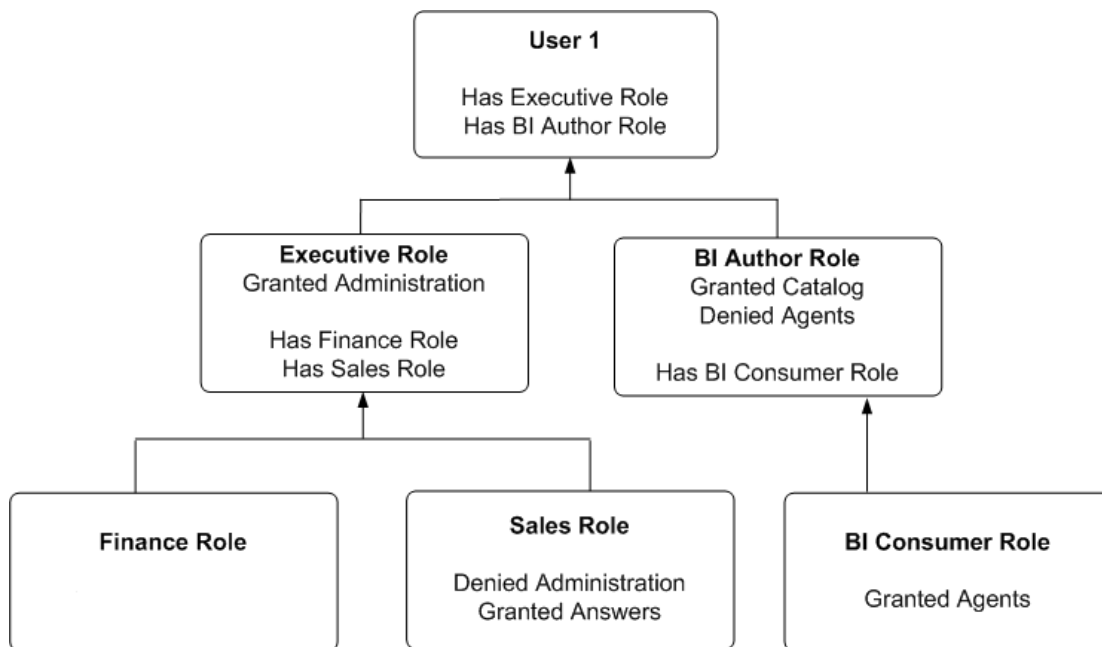 User 1
Has Executive Role
Has BI Author Role
Executive Role
Granted Administration
Has Finance Role
Has Sales Role
BI Author Role
Granted Catalog
Denied Agents
Has BI Consumer Role
Finance Role
Sales Role
Denied Administration
Granted Answers
BI Consumer Role
Granted Agents